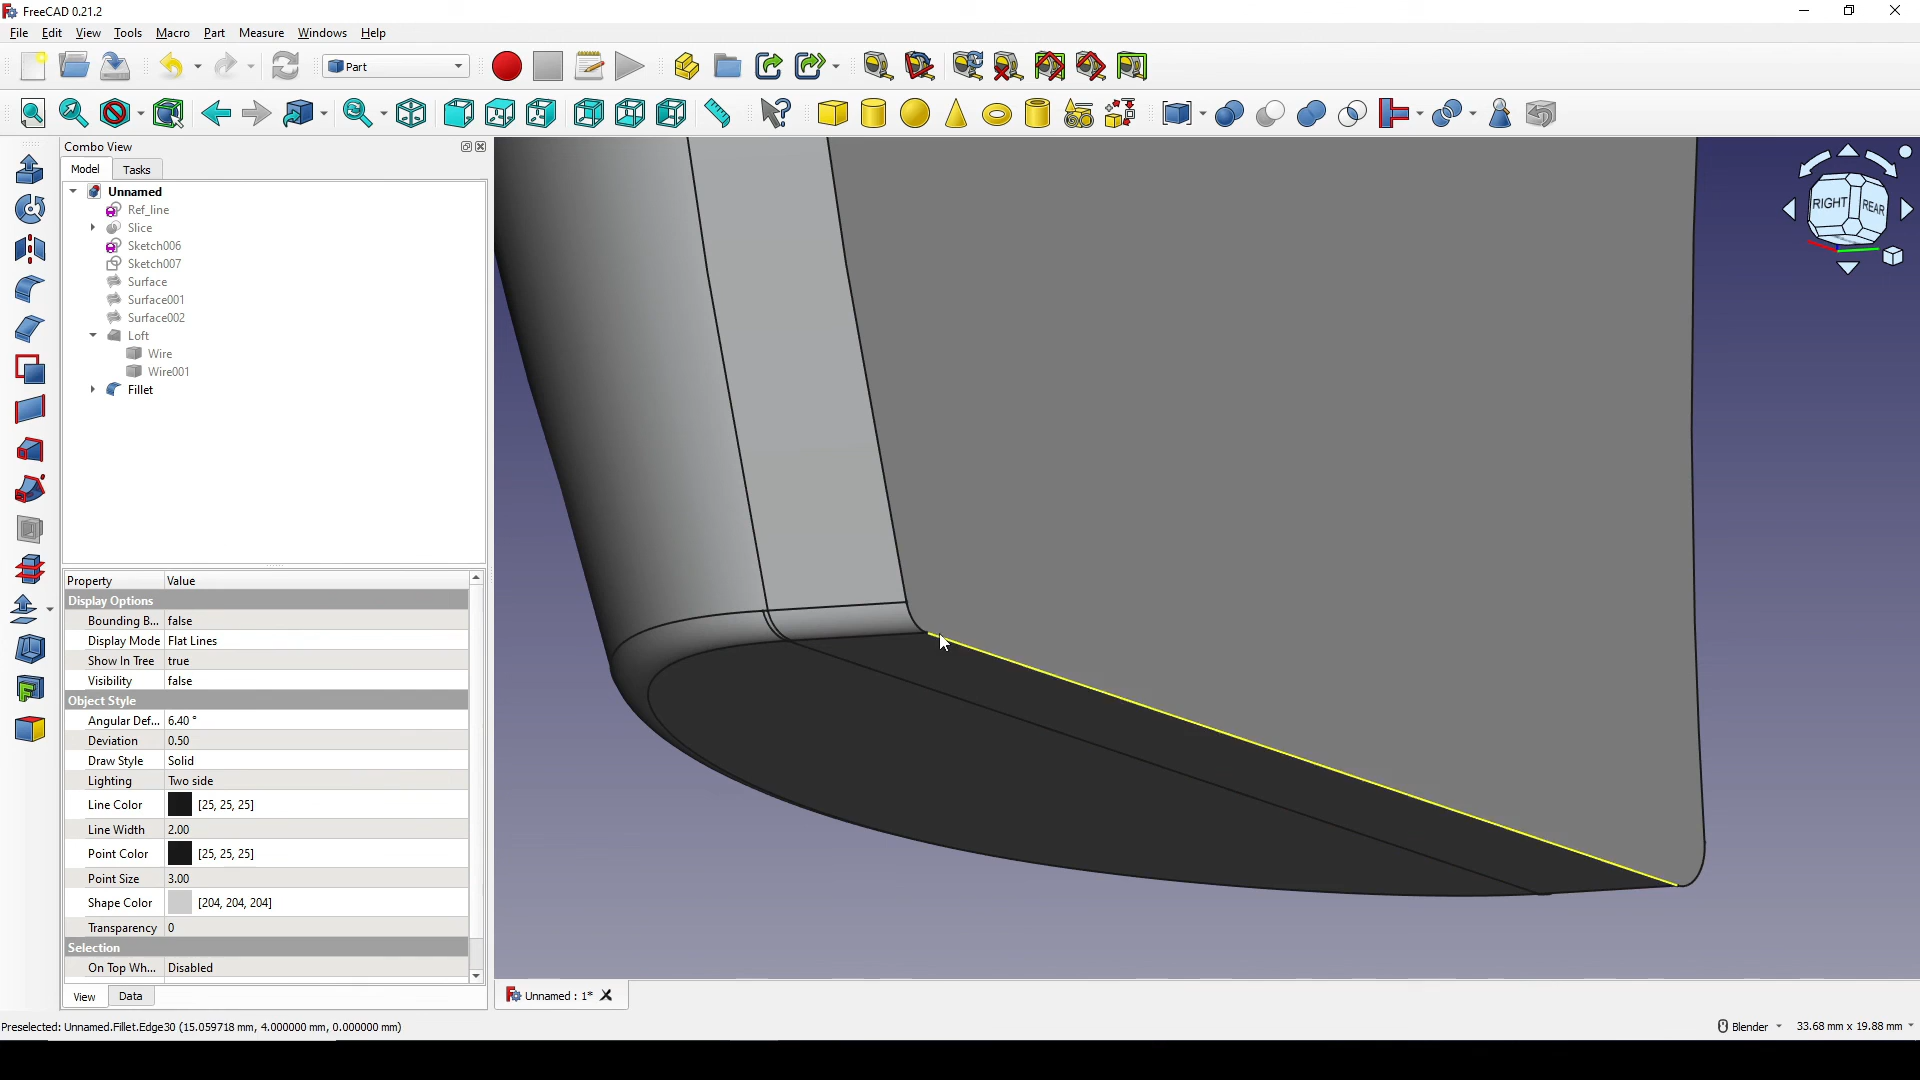 FreeCAD 0.21.2
File Edit View Tools Macro Part Measure Windows Help
Part
Combo View
Model Tasks
Unnamed
Ref_line
Slice
Sketch006
Sketch007
Surface
Surface001
Surface002
Loft
Wire
Wire001
Fillet
Property Value
Display Options
Bounding B... false
Display Mode Flat Lines
Show In Tree true
Visibility false
Object Style
Angular Def... 6.40 °
Deviation 0.50
Draw Style Solid
Lighting Two side
Line Color [25, 25, 25]
Line Width 2.00
Point Color [25, 25, 25]
Point Size 3.00
Shape Color [204, 204, 204]
Transparency 0
Selection
On Top Wh... Disabled
View Data
RIGHT REAR
Unnamed : 1*
Preselected: Unnamed.Fillet.Edge30 (15.059718 mm, 4.000000 mm, 0.000000 mm)
Blender 33.68 mm x 19.88 mm